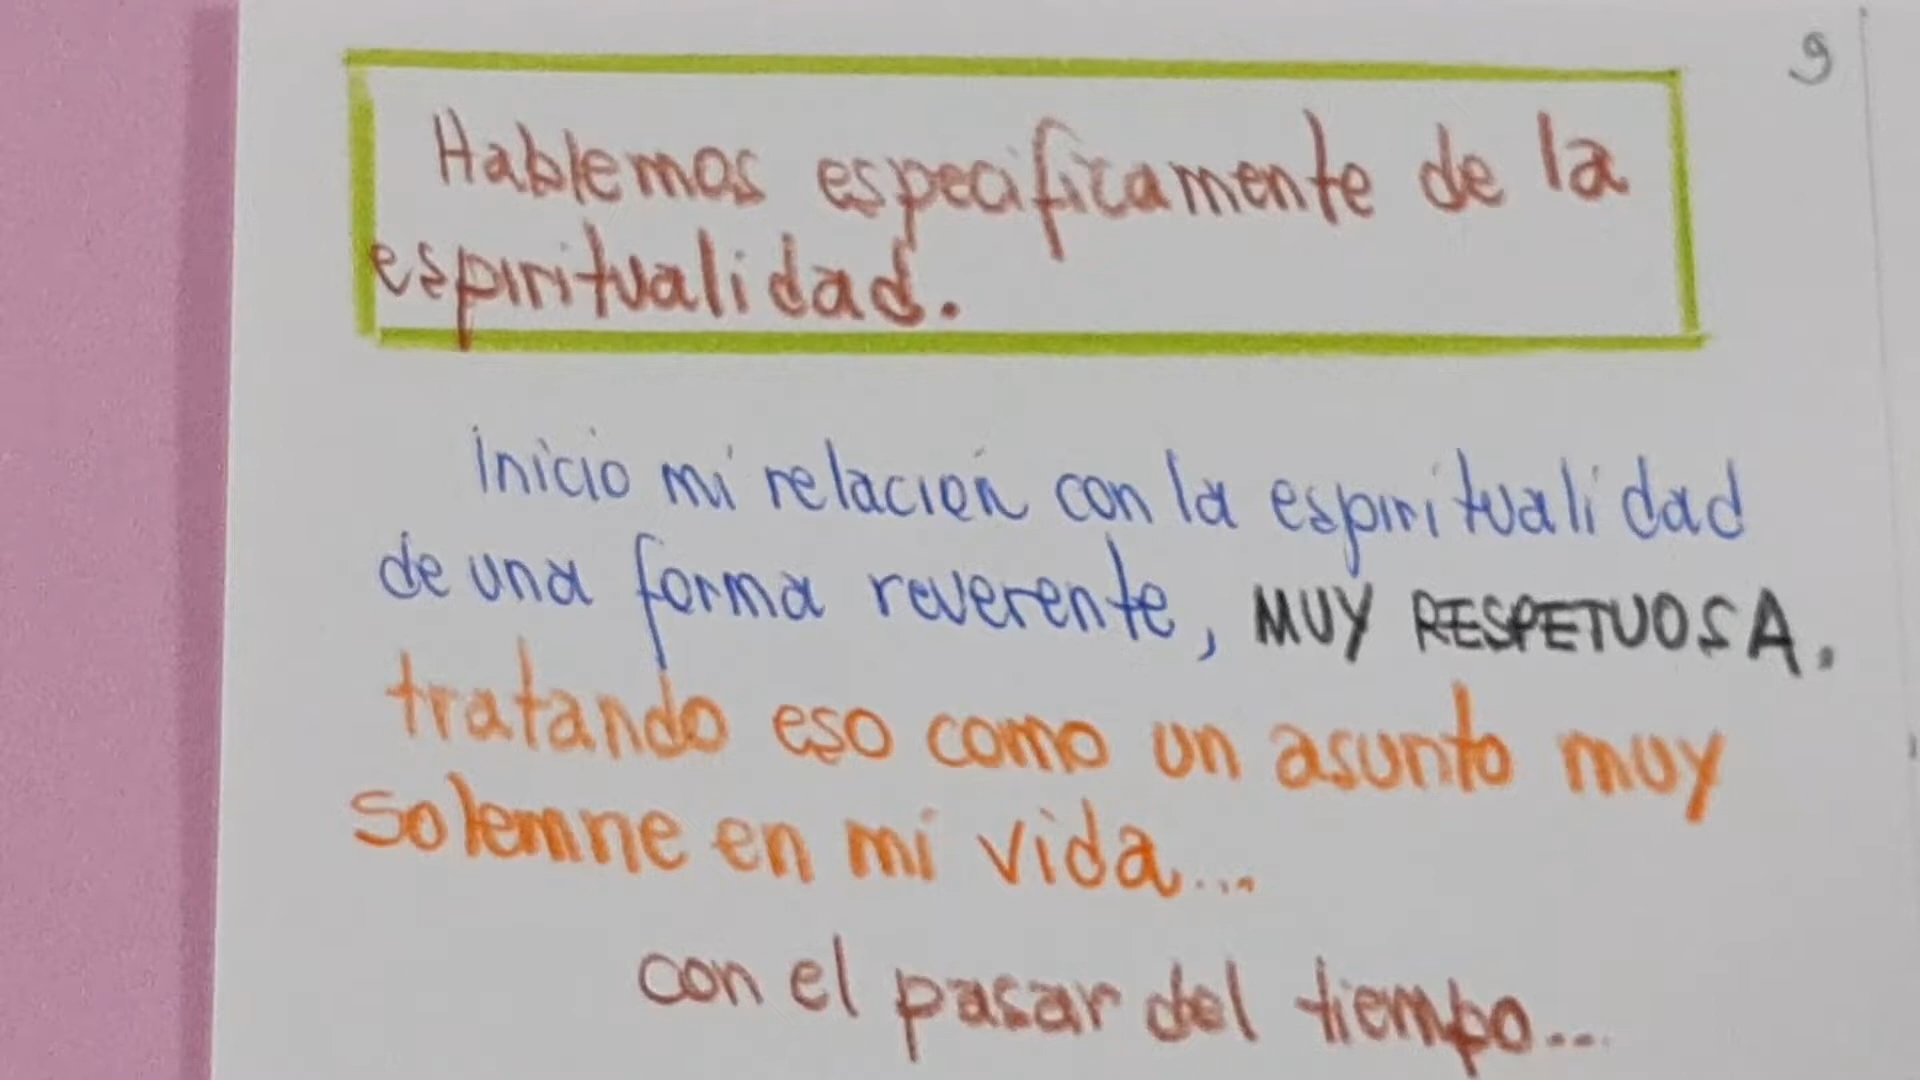 9
Hablemos especificamente de la
espiritualidad.
Inicio mi relación con la espiritualidad
de una forma reverente, MUY RESPETUOSA.
tratando eso como un asunto muy
solemne en mi vida...
con el pasar del tiempo...